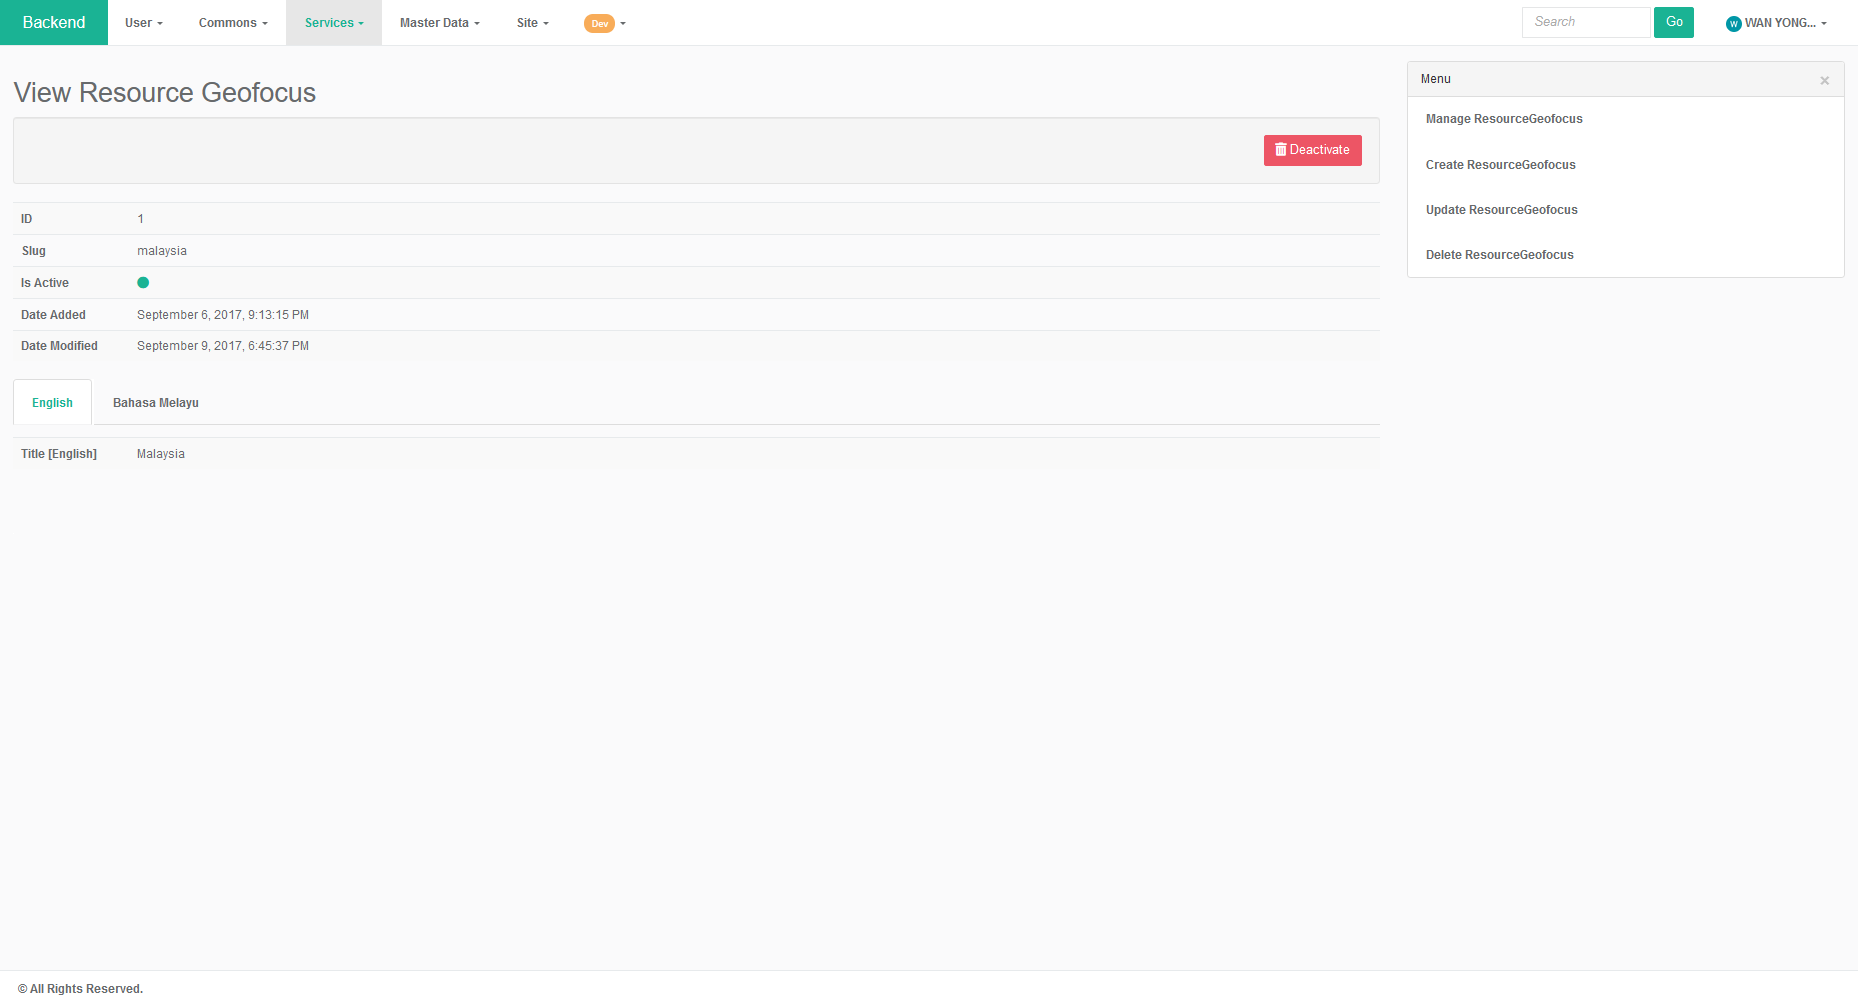 Backend User Commons Services Master Data Site Dev Search Go W WAN YONG...
View Resource Geofocus
Deactivate
ID 1
Slug malaysia
Is Active
Date Added September 6, 2017, 9:13:15 PM
Date Modified September 9, 2017, 6:45:37 PM
English Bahasa Melayu
Title [English] Malaysia
Menu ×
Manage ResourceGeofocus
Create ResourceGeofocus
Update ResourceGeofocus
Delete ResourceGeofocus
© All Rights Reserved.